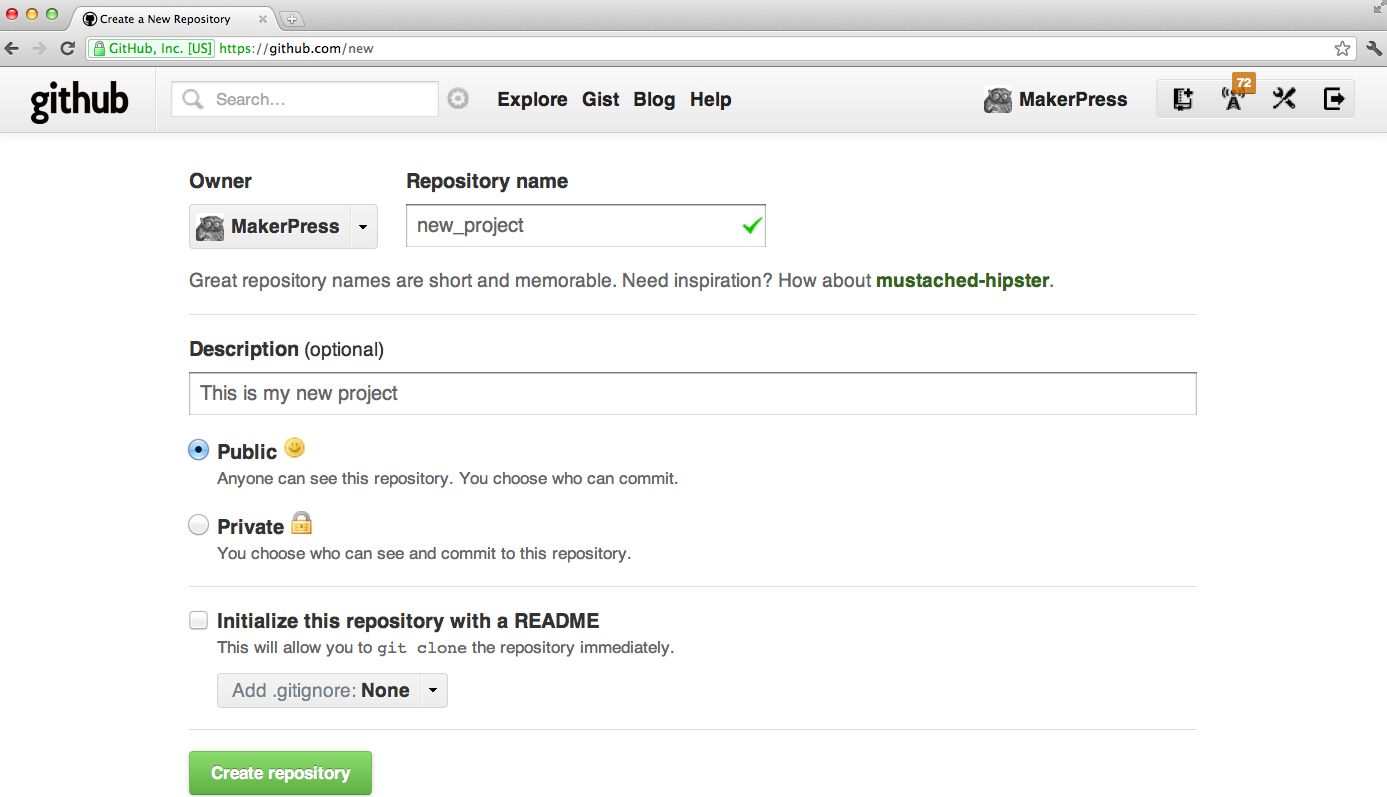 Create a New Repository
GitHub, Inc. [US] https://github.com/new
github Search... Explore Gist Blog Help MakerPress 72
Owner Repository name
MakerPress new_project
Great repository names are short and memorable. Need inspiration? How about mustached-hipster.
Description (optional)
This is my new project
Public
Anyone can see this repository. You choose who can commit.
Private
You choose who can see and commit to this repository.
Initialize this repository with a README
This will allow you to git clone the repository immediately.
Add .gitignore: None
Create repository